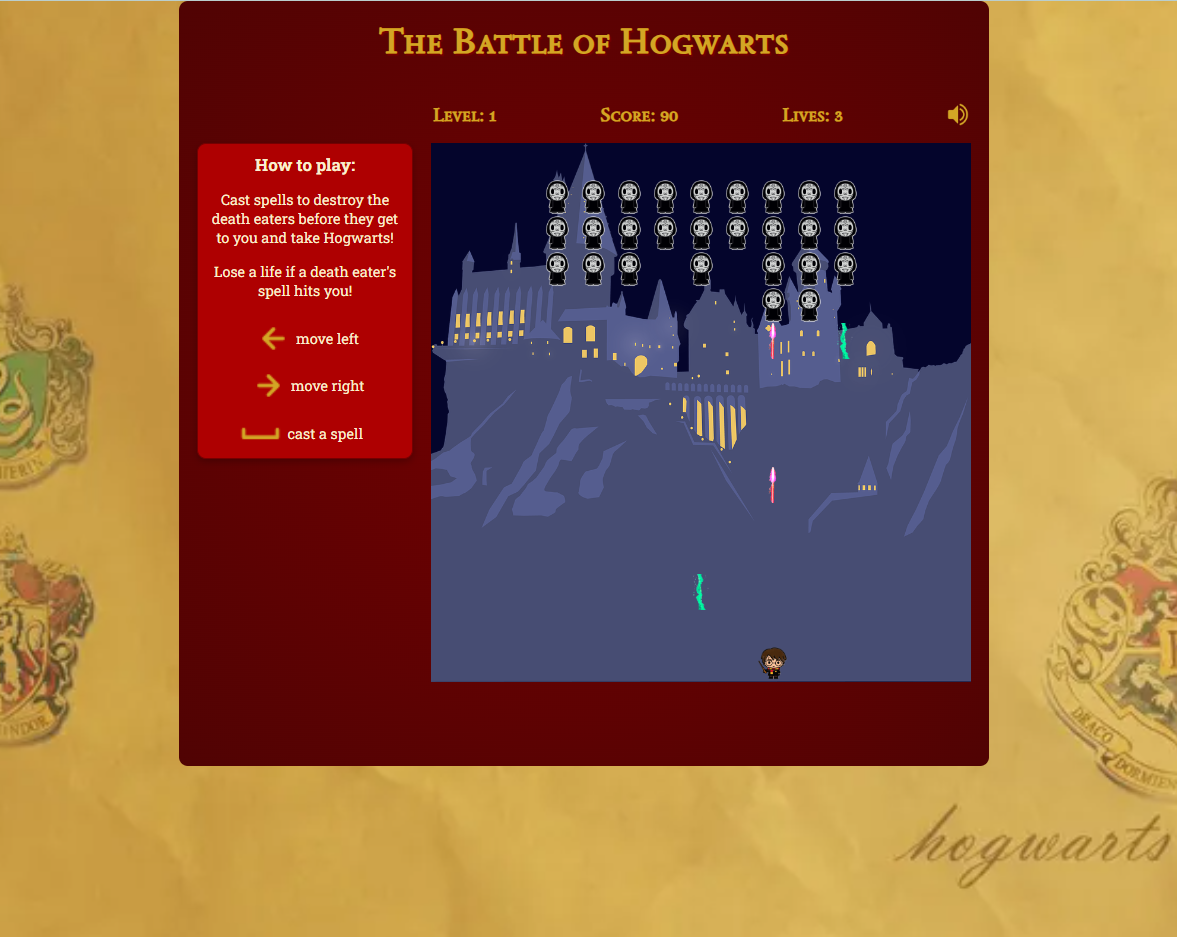 The Battle of Hogwarts
Level: 1
Score: 90
Lives: 3
How to play:
Cast spells to destroy the
death eaters before they get
to you and take Hogwarts!
Lose a life if a death eater's
spell hits you!
move left
move right
cast a spell
DRACO
DORMIEN
hogwarts